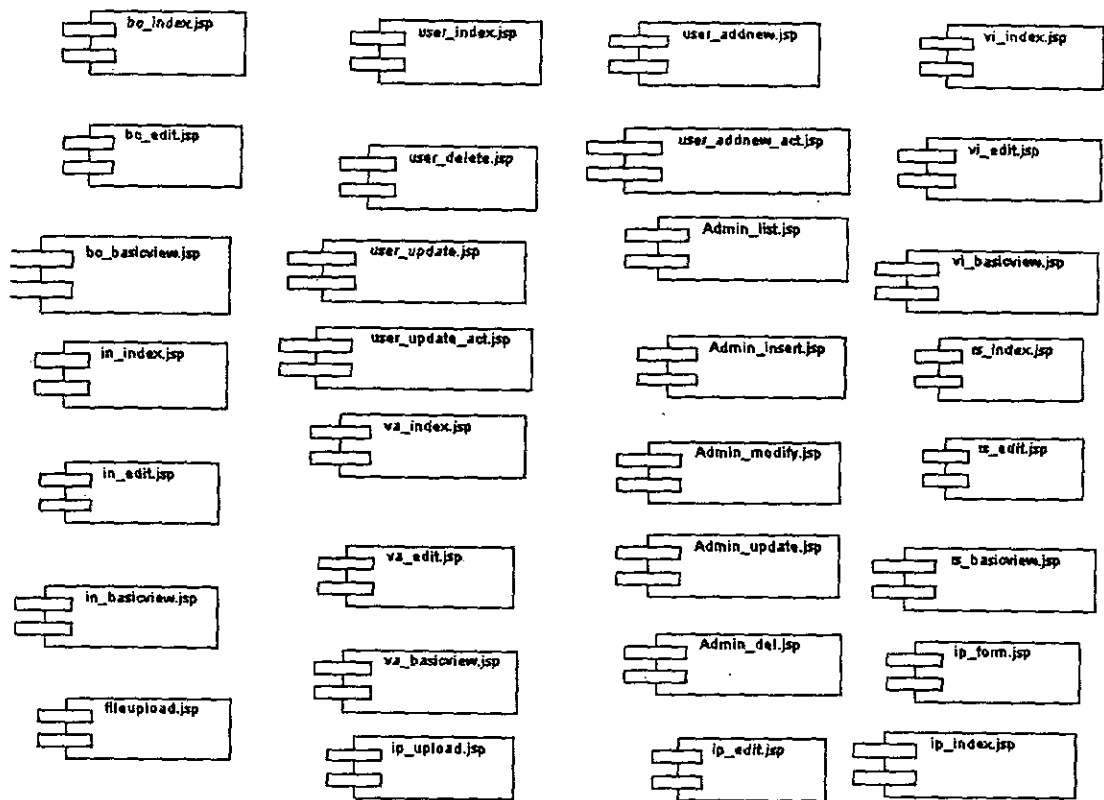 bo_index.jsp
user_index.jsp
user_addnew.jsp
vi_index.jsp
bo_edit.jsp
user_delete.jsp
user_addnew_act.jsp
vi_edit.jsp
bo_basicview.jsp
user_update.jsp
Admin_list.jsp
vi_basicview.jsp
in_index.jsp
user_update_act.jsp
Admin_insert.jsp
rs_index.jsp
va_index.jsp
in_edit.jsp
Admin_modify.jsp
rs_edit.jsp
va_edit.jsp
Admin_update.jsp
rs_basicview.jsp
in_basicview.jsp
va_basicview.jsp
Admin_del.jsp
ip_form.jsp
fileupload.jsp
ip_upload.jsp
ip_edit.jsp
ip_index.jsp